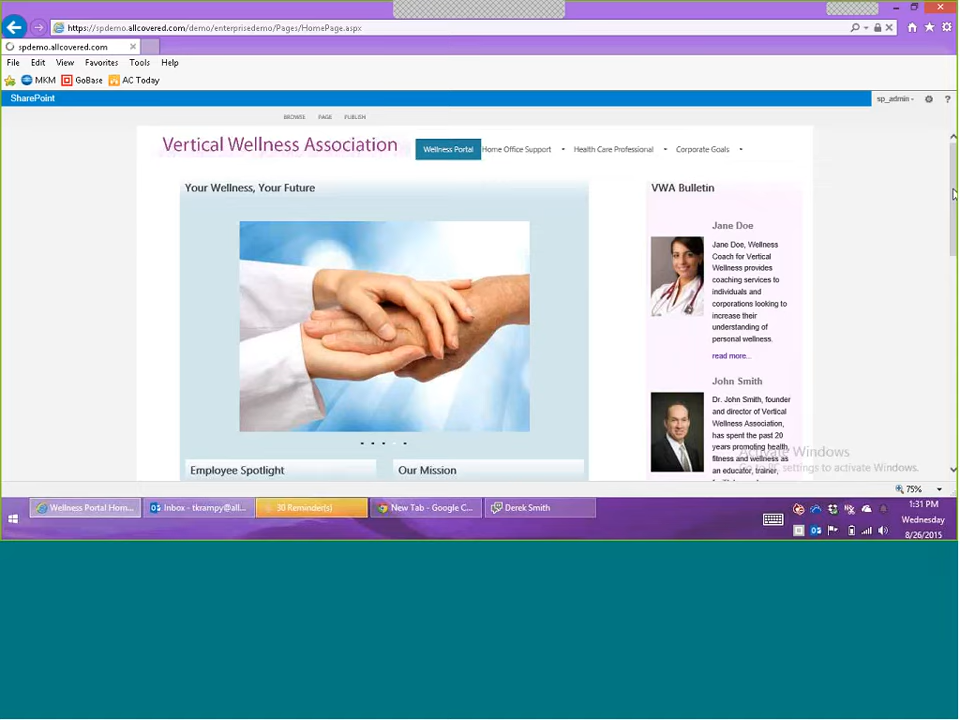 https://spdemo.allcovered.com/demo/enterprisedemo/Pages/HomePage.aspx
spdemo.allcovered.com
File Edit View Favorites Tools Help
MKM GoBase AC Today
SharePoint
sp_admin
?
BROWSE PAGE PUBLISH
Vertical Wellness Association
Wellness Portal Home Office Support Health Care Professional Corporate Goals
Your Wellness, Your Future
VWA Bulletin
Jane Doe
Jane Doe, Wellness
Coach for Vertical
Wellness provides
coaching services to
individuals and
corporations looking to
increase their
understanding of
personal wellness.
read more...
John Smith
Dr. John Smith, founder
and director of Vertical
Wellness Association,
has spent the past 20
years promoting health,
fitness and wellness as
an educator, trainer,
Activate Windows
Go to PC settings to activate Windows.
Employee Spotlight
Our Mission
75%
Wellness Portal Hom...
Inbox - tkrampy@all...
30 Reminder(s)
New Tab - Google C...
Derek Smith
1:31 PM
Wednesday
8/26/2015